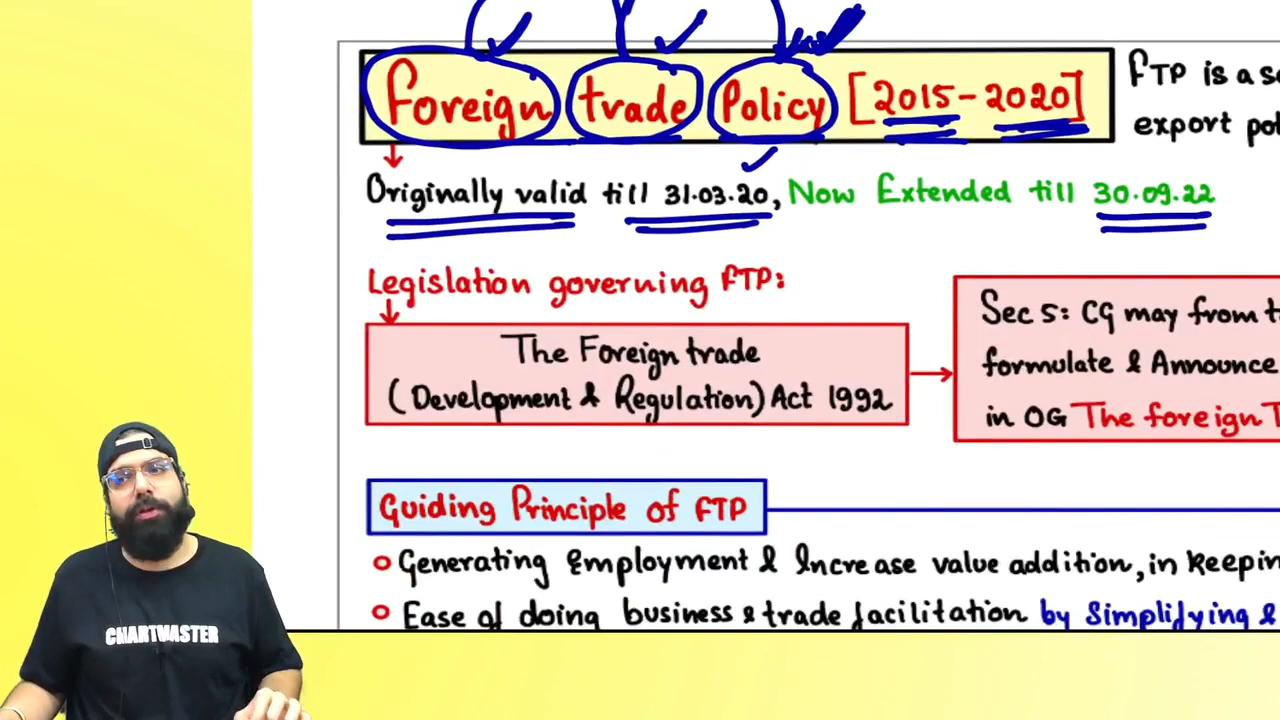 Foreign trade Policy [2015-2020]
FTP is a
export
Originally valid till 31.03.20, Now Extended till 30.09.22
Legislation governing FTP:
The Foreign trade
(Development & Regulation) Act 1992
Sec 5: CG may from
formulate & Announce
in OG The foreign
Guiding Principle of FTP
Generating Employment & Increase value addition, in
Ease of doing business & trade facilitation by Simplifying &
CHARTMASTER